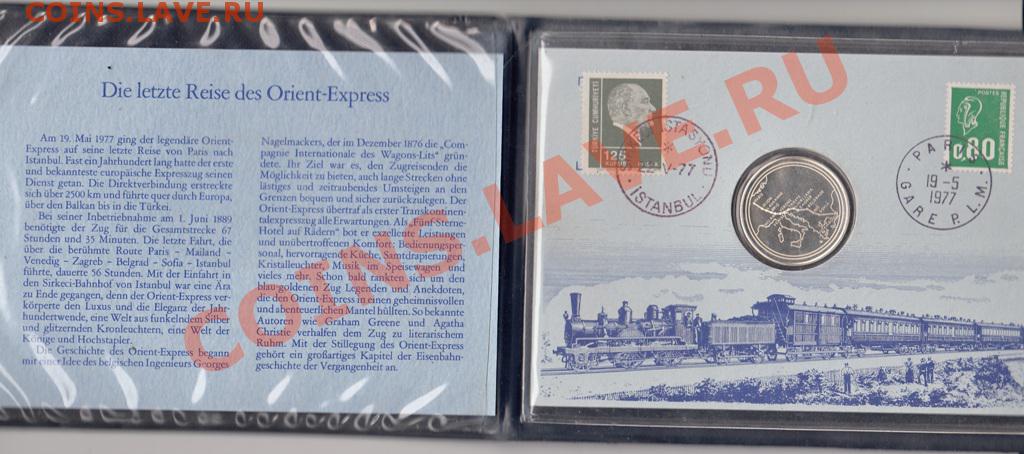 COINS.LAVE.RU
Die letzte Reise des Orient-Express
Am 19. Mai 1977 ging der legendäre Orient-
Express auf seine letzte Reise von Paris nach
Istanbul. Fast ein Jahrhundert lang hatte der erste
und bekannteste europäische Expresszug seinen
Dienst getan. Die Direktverbindung erstreckte
sich über 2500 km und führte quer durch Europa,
über den Balkan bis in die Türkei.
Bei seiner Inbetriebnahme am 1. Juni 1889
benötigte der Zug für die Gesamtstrecke 67
Stunden und 35 Minuten. Die letzte Fahrt, die
über die berühmte Route Paris – Mailand –
Venedig – Zagreb – Belgrad – Sofia – Istanbul
führte, dauerte 56 Stunden. Mit der Einfahrt in
den Sirkeci-Bahnhof von Istanbul war eine Ära
zu Ende gegangen, denn der Orient-Express ver-
körperte den Luxus und die Eleganz der Jahr-
hundertwende, eine Welt aus funkelndem Silber
und glitzernden Kronleuchtern, eine Welt der
Könige und Hochstapler.
Die Geschichte des Orient-Express begann
mit einer Idee des belgischen Ingenieurs Georges
Nagelmackers, der im Dezember 1876 die „Com-
pagnie Internationale des Wagons-Lits" grün-
dete. Ihr Ziel war es, den Zugreisenden die
Möglichkeit zu bieten, auch lange Strecken ohne
lästiges und zeitraubendes Umsteigen an den
Grenzen bequem und sicher zurückzulegen. Der
Orient-Express übertraf als erster Transkontinen-
talexpresszug alle Erwartungen. Als „Fünf-Sterne-
Hotel auf Rädern" bot er exzellente Leistungen
und unübertroffenen Komfort: Bedienungsper-
sonal, hervorragende Küche, Samtdrapierungen,
Kristalleuchter, Musik im Speisewagen und
vieles mehr. Schon bald rankten sich um den
blau-goldenen Zug Legenden und Anekdoten,
die den Orient-Express in einen geheimnisvollen
und abenteuerlichen Mantel hüllten. So bekannte
Autoren wie Graham Greene und Agatha
Christie verhalfen dem Zug zu literarischem
Ruhm. Mit der Stillegung des Orient-Express
gehört ein großartiges Kapitel der Eisenbahn-
geschichte der Vergangenheit an.
TÜRKİYE CUMHURİYETİ
125
KURUŞ
İSTASYONU
V-77
İSTANBUL
POSTES
REPUBLIQUE FRANÇAISE
0.80
PARIS
19-5
1977
GARE P.L.M.
COINS.LAVE.RU